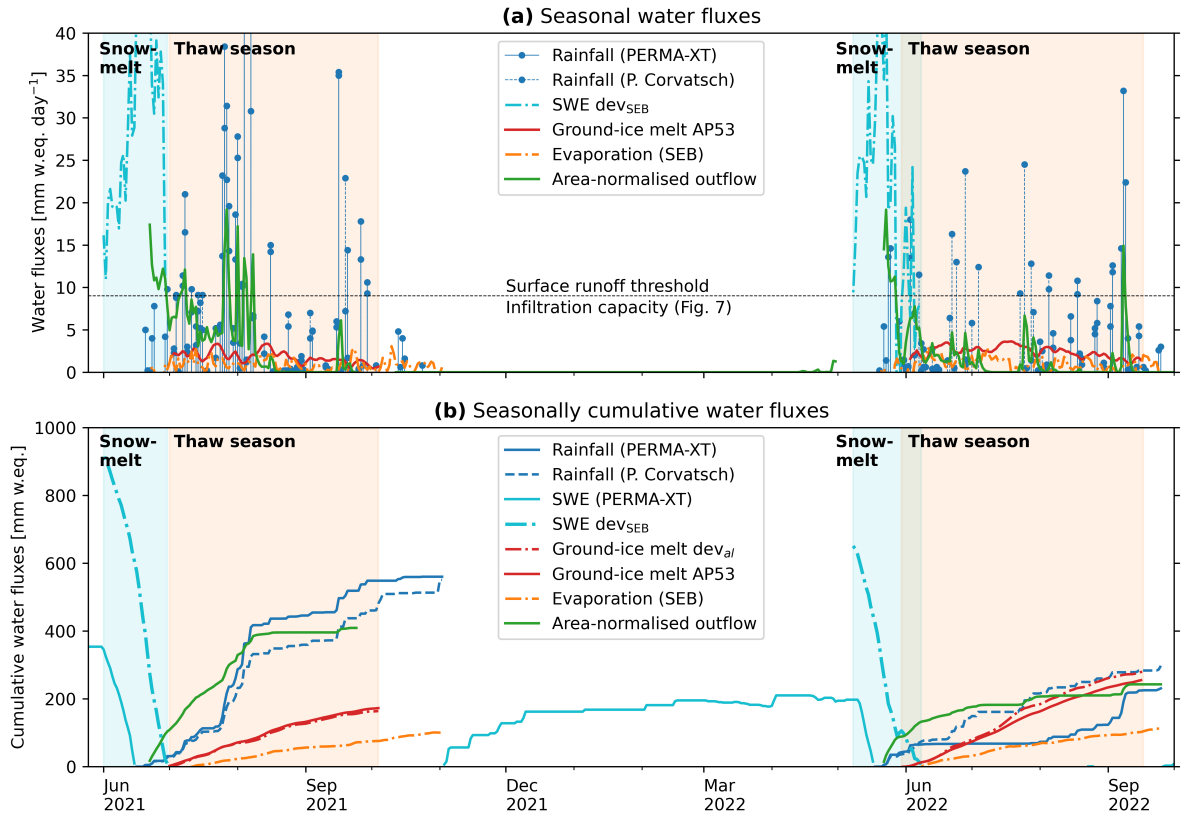 (a) Seasonal water fluxes
Water fluxes [mm w.eq. day⁻¹]
40
35
30
25
20
15
10
5
0
Snow-
melt
Thaw season
Rainfall (PERMA-XT)
Rainfall (P. Corvatsch)
SWE dev_SEB
Ground-ice melt AP53
Evaporation (SEB)
Area-normalised outflow
Surface runoff threshold
Infiltration capacity (Fig. 7)
Snow-
melt
Thaw season
(b) Seasonally cumulative water fluxes
Cumulative water fluxes [mm w.eq.]
1000
800
600
400
200
0
Snow-
melt
Thaw season
Rainfall (PERMA-XT)
Rainfall (P. Corvatsch)
SWE (PERMA-XT)
SWE dev_SEB
Ground-ice melt dev_al
Ground-ice melt AP53
Evaporation (SEB)
Area-normalised outflow
Snow-
melt
Thaw season
Jun
2021
Sep
2021
Dec
2021
Mar
2022
Jun
2022
Sep
2022